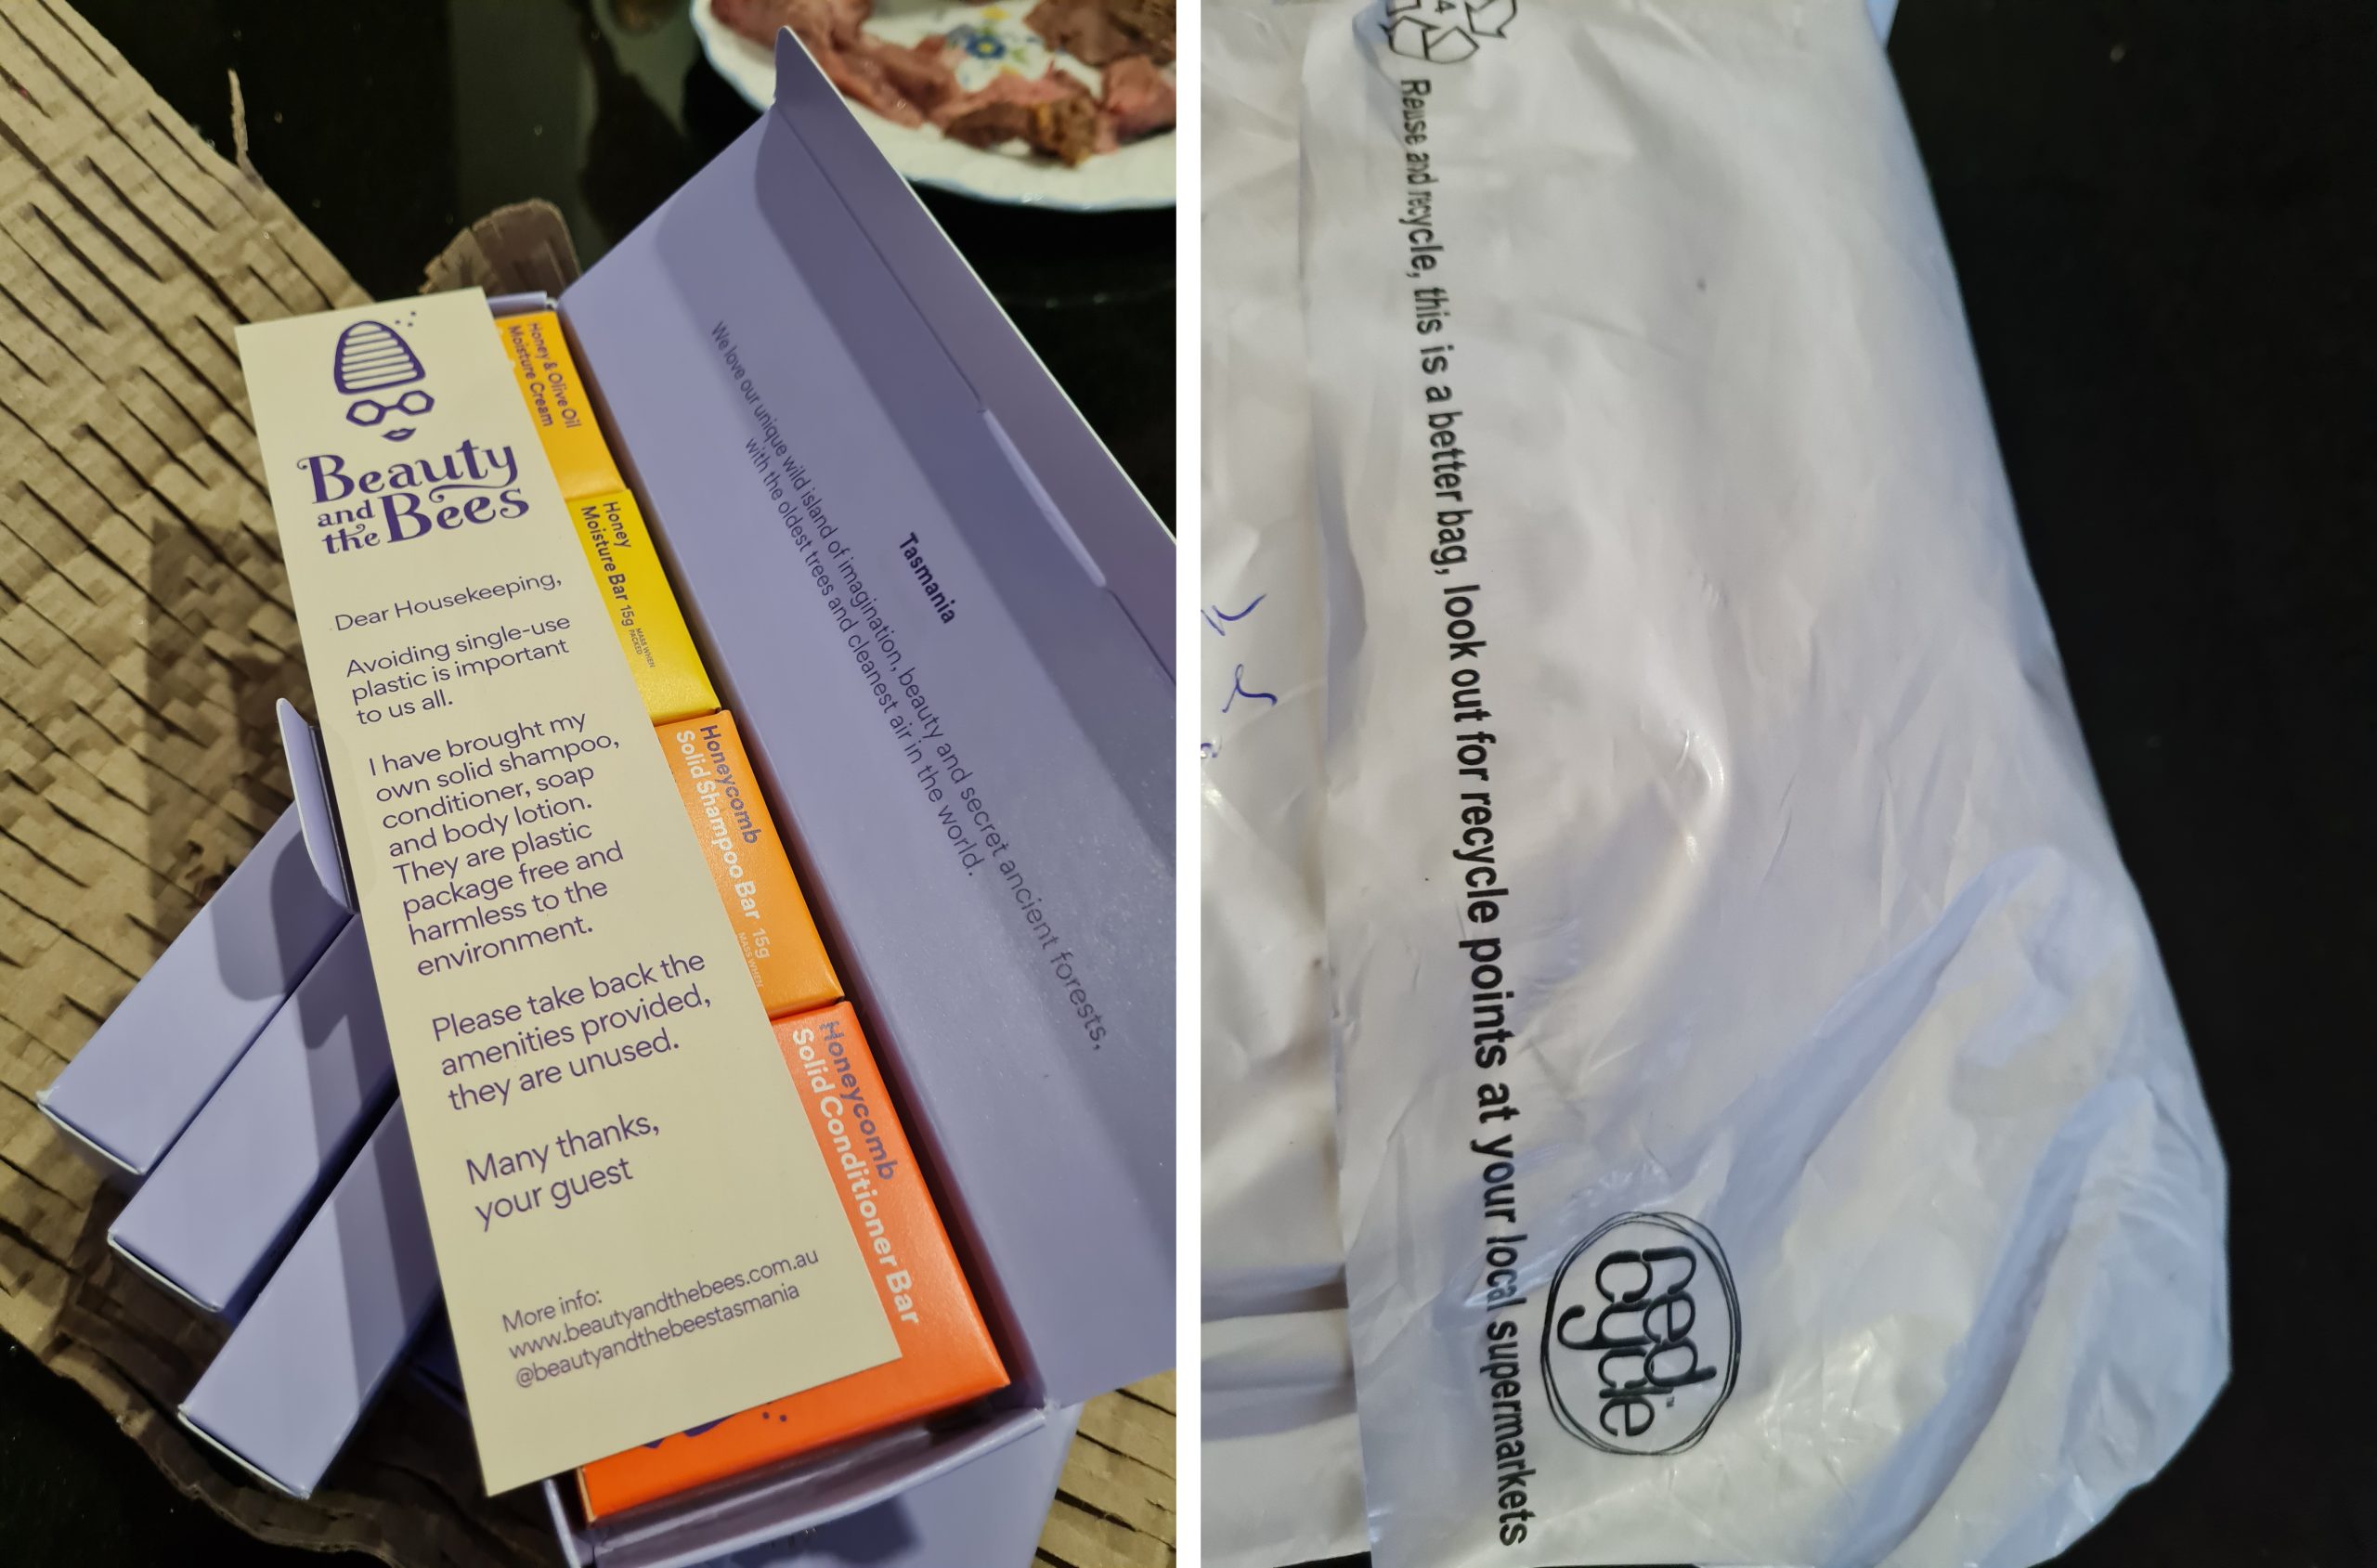 Beauty
and
the Bees
Dear Housekeeping,
Avoiding single-use
plastic is important
to us all.
I have brought my
own solid shampoo,
conditioner, soap
and body lotion.
They are plastic
package free and
harmless to the
environment.
Please take back the
amenities provided,
they are unused.
Many thanks,
your guest
More info:
www.beautyandthebees.com.au
@beautyandthebeestasmania
Honey & Olive Oil
Moisture Cream
Honey
Moisture Bar 15g
MASS WHEN
PACKED
Honeycomb
Solid Shampoo Bar 15g
MASS WHEN
Honeycomb
Solid Conditioner Bar
Tasmania
We love our unique wild island of imagination, beauty and secret ancient forests,
with the oldest trees and cleanest air in the world.
4
Reuse and recycle, this is a better bag, look out for recycle points at your local supermarkets
red
cycle